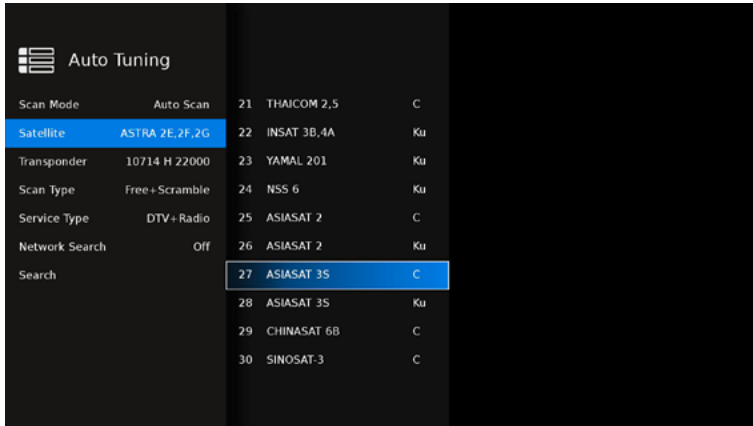 Auto Tuning
Scan Mode Auto Scan
Satellite ASTRA 2E,2F,2G
Transponder 10714 H 22000
Scan Type Free+Scramble
Service Type DTV+Radio
Network Search Off
Search
21 THAICOM 2,5 C
22 INSAT 3B,4A Ku
23 YAMAL 201 Ku
24 NSS 6 Ku
25 ASIASAT 2 C
26 ASIASAT 2 Ku
27 ASIASAT 3S C
28 ASIASAT 3S Ku
29 CHINASAT 6B C
30 SINOSAT-3 C